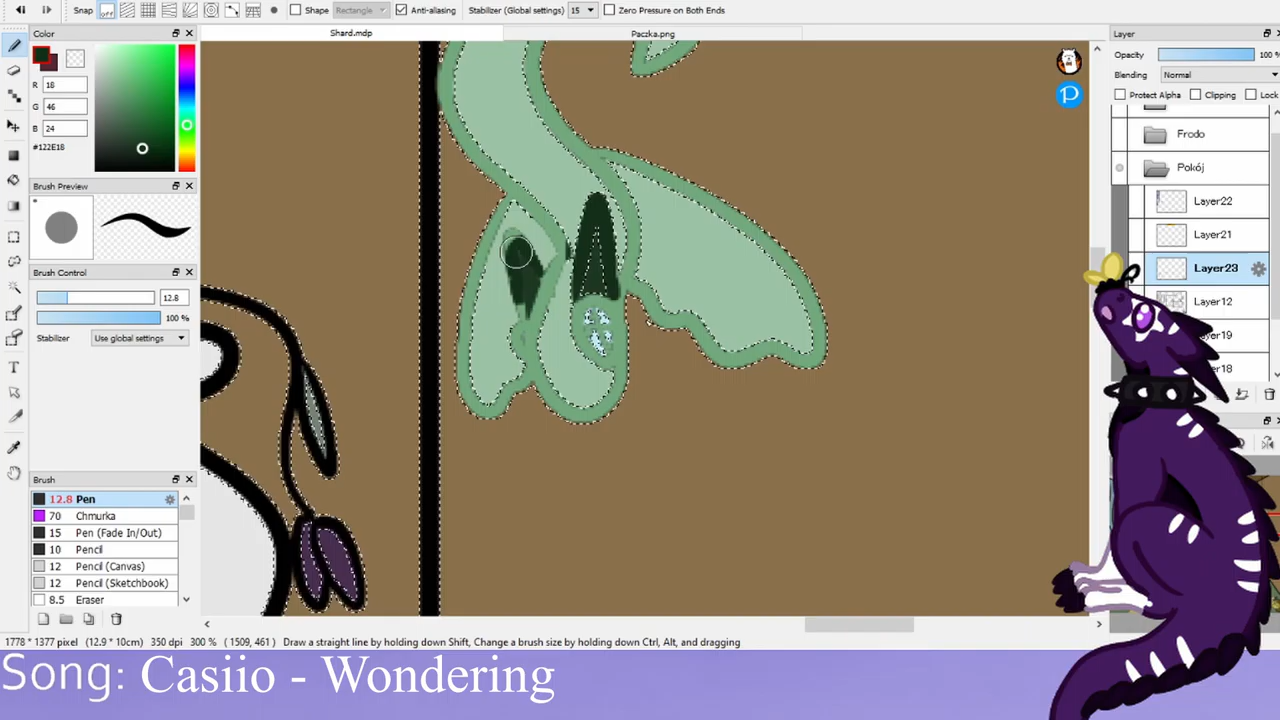 Snap off Shape Rectangle Anti-aliasing Stabilizer (Global settings) 15 Zero Pressure on Both Ends
Color
Shard.mdp
Paczka.png
Layer
R 18
G 46
B 24
#122E18
Opacity 100 %
Blending Normal
Protect Alpha Clipping Lock
Frodo
Pokój
Layer22
Layer21
Layer23
Layer12
Brush Preview
Brush Control
12.8
100 %
Stabilizer Use global settings
Brush
12.8 Pen
70 Chmurka
15 Pen (Fade In/Out)
10 Pencil
12 Pencil (Canvas)
12 Pencil (Sketchbook)
8.5 Eraser
1778 * 1377 pixel (12.9 * 10cm) 350 dpi 300 % ( 1509, 461 ) Draw a straight line by holding down Shift, Change a brush size by holding down Ctrl, Alt, and dragging
Song: Casiio - Wondering